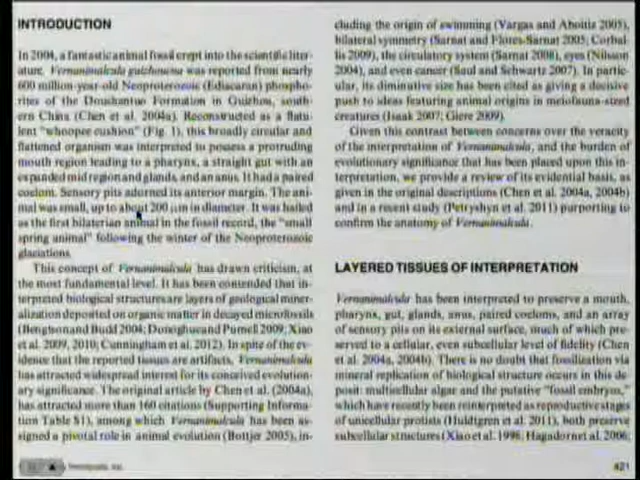 INTRODUCTION
In 2004, a fantastic animal fossil crept into the scientific liter-
ature. Vernanimalcula guizhouena was reported from nearly
600 million-year-old Neoproterozoic (Ediacaran) phospho-
rites of the Doushantuo Formation in Guizhou, south-
ern China (Chen et al. 2004a). Reconstructed as a flatu-
lent "whoopee cushion" (Fig. 1), this broadly circular and
flattened organism was interpreted to possess a protruding
mouth region leading to a pharynx, a straight gut with an
expanded mid region and glands, and an anus. It had a paired
coelom. Sensory pits adorned its anterior margin. The ani-
mal was small, up to about 200 μm in diameter. It was hailed
as the first bilaterian animal in the fossil record, the "small
spring animal" following the winter of the Neoproterozoic
glaciations.
This concept of Vernanimalcula has drawn criticism, at
the most fundamental level. It has been contended that in-
terpreted biological structures are layers of geological miner-
alization deposited on organic matter in decayed microfossils
(Bengtson and Budd 2004; Donoghue and Purnell 2009; Xiao
et al. 2009, 2010; Cunningham et al. 2012). In spite of the ev-
idence that the reported tissues are artifacts, Vernanimalcula
has attracted widespread interest for its conceived evolution-
ary significance. The original article by Chen et al. (2004a),
has attracted more than 160 citations (Supporting Informa-
tion Table S1), among which Vernanimalcula has been as-
signed a pivotal role in animal evolution (Bottjer 2005), in-
cluding the origin of swimming (Vargas and Aboitiz 2005),
bilateral symmetry (Sarnat and Flores-Sarnat 2005; Corbal-
lis 2009), the circulatory system (Sarnat 2008), eyes (Nilsson
2004), and even cancer (Saul and Schwartz 2007). In partic-
ular, its diminutive size has been cited as giving a decisive
push to ideas featuring animal origins in meiofauna-sized
creatures (Isaak 2007; Giere 2009).
Given this contrast between concerns over the veracity
of the interpretation of Vernanimalcula, and the burden of
evolutionary significance that has been placed upon this in-
terpretation, we provide a review of its evidential basis, as
given in the original descriptions (Chen et al. 2004a, 2004b)
and in a recent study (Petryshyn et al. 2011) purporting to
confirm the anatomy of Vernanimalcula.
LAYERED TISSUES OF INTERPRETATION
Vernanimalcula has been interpreted to preserve a mouth,
pharynx, gut, glands, anus, paired coeloms, and an array
of sensory pits on its external surface, much of which pre-
served to a cellular, even subcellular level of fidelity (Chen
et al. 2004a, 2004b). There is no doubt that fossilization via
mineral replication of biological structure occurs in this de-
posit: multicellular algae and the putative "fossil embryos,"
which have recently been reinterpreted as reproductive stages
of unicellular protists (Huldtgren et al. 2011), both preserve
subcellular structures (Xiao et al. 1998; Hagadorn et al. 2006;
Periodicals, Inc.
421